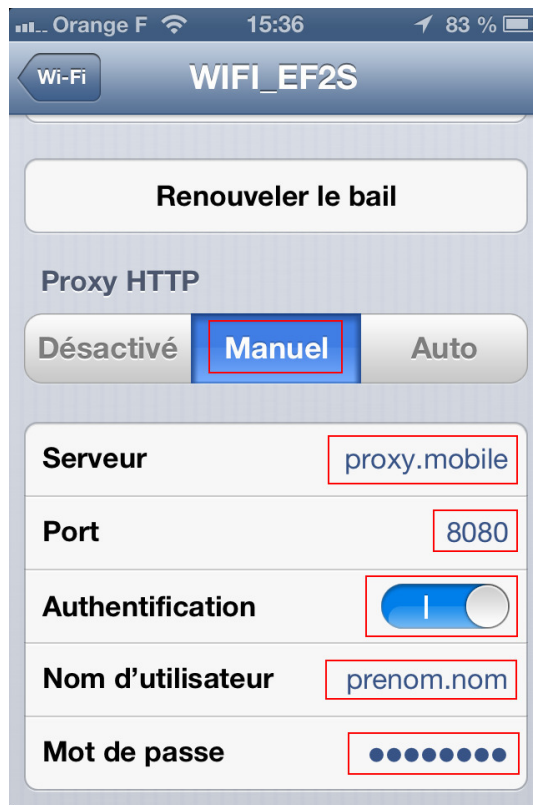 Orange F 15:36 83 %
Wi-Fi WIFI_EF2S
Renouveler le bail
Proxy HTTP
Désactivé Manuel Auto
Serveur proxy.mobile
Port 8080
Authentification
Nom d’utilisateur prenom.nom
Mot de passe ●●●●●●●●